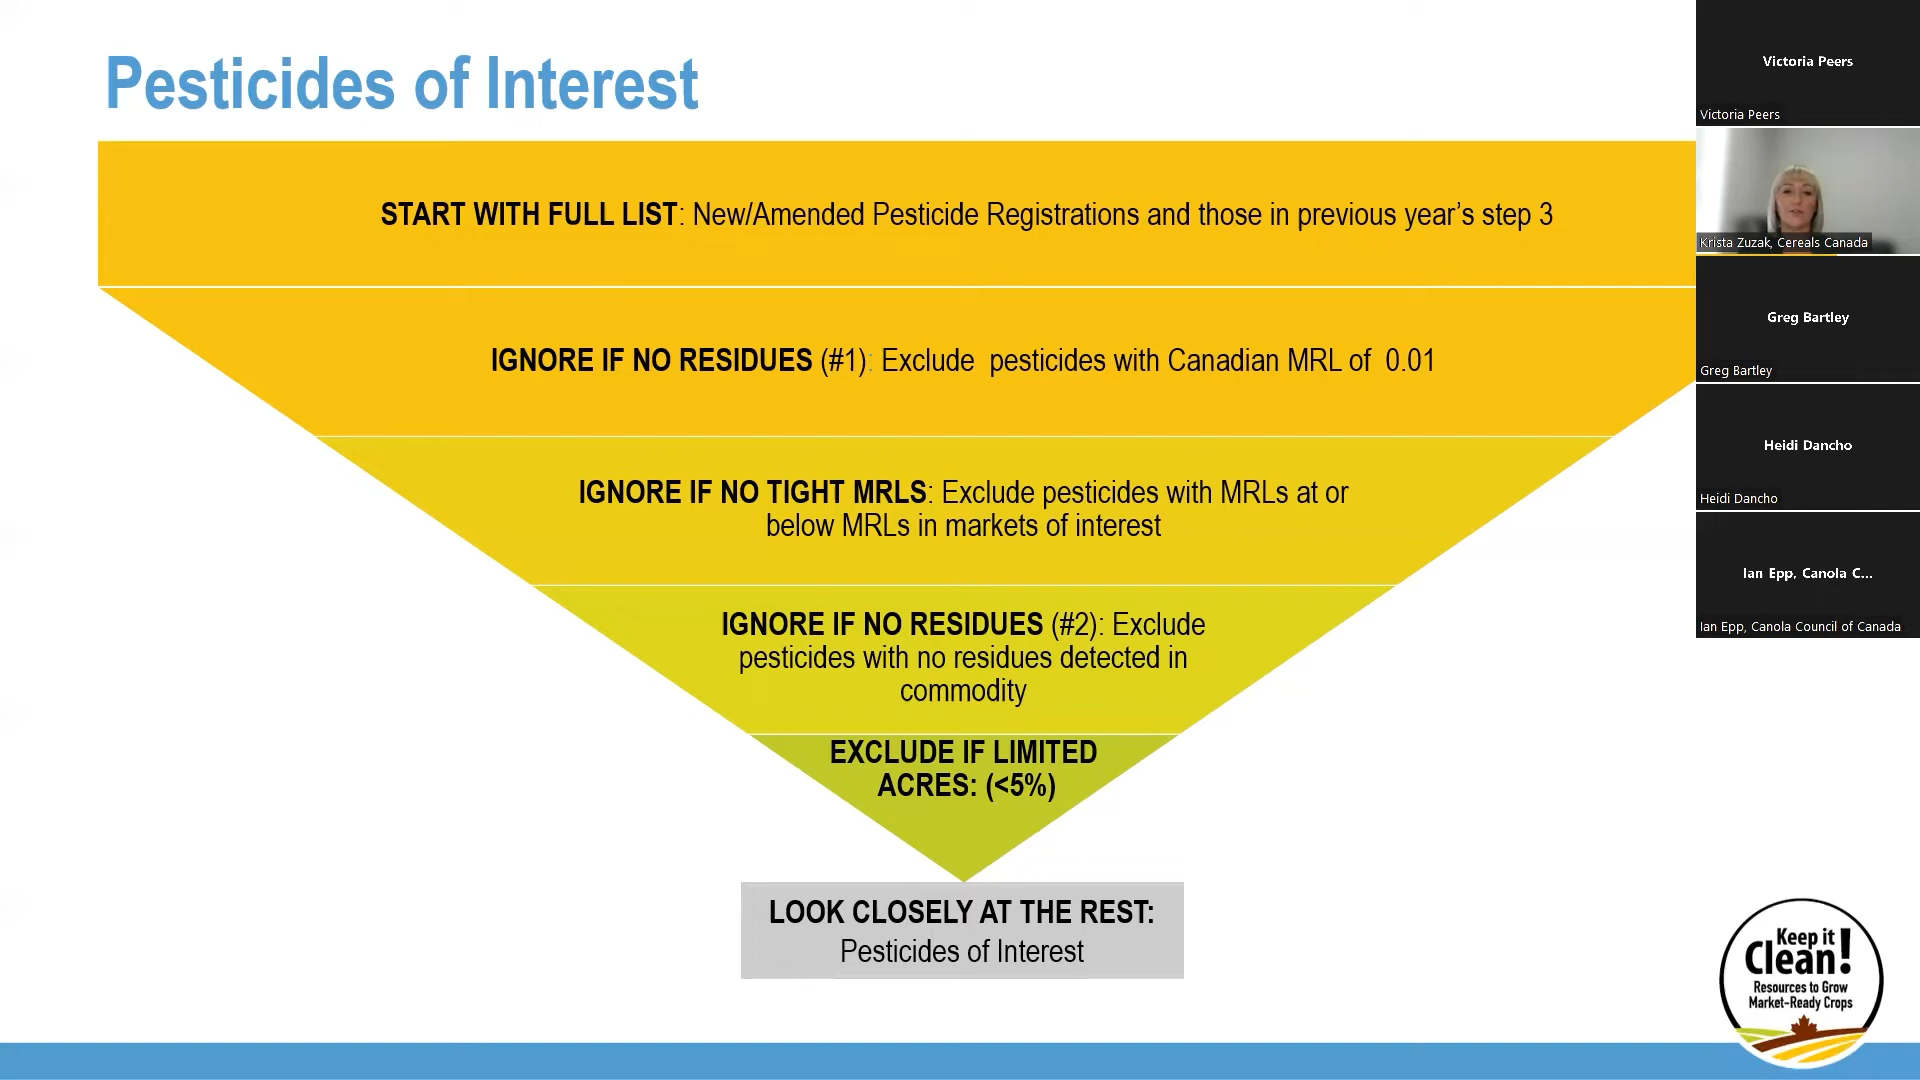 Pesticides of Interest
START WITH FULL LIST: New/Amended Pesticide Registrations and those in previous year’s step 3
IGNORE IF NO RESIDUES (#1): Exclude pesticides with Canadian MRL of 0.01
IGNORE IF NO TIGHT MRLS: Exclude pesticides with MRLs at or
below MRLs in markets of interest
IGNORE IF NO RESIDUES (#2): Exclude
pesticides with no residues detected in
commodity
EXCLUDE IF LIMITED
ACRES: (<5%)
LOOK CLOSELY AT THE REST:
Pesticides of Interest
Victoria Peers
Victoria Peers
Krista Zuzak, Cereals Canada
Greg Bartley
Greg Bartley
Heidi Dancho
Heidi Dancho
Ian Epp, Canola C...
Ian Epp, Canola Council of Canada
Keep it
Clean!
Resources to Grow
Market-Ready Crops